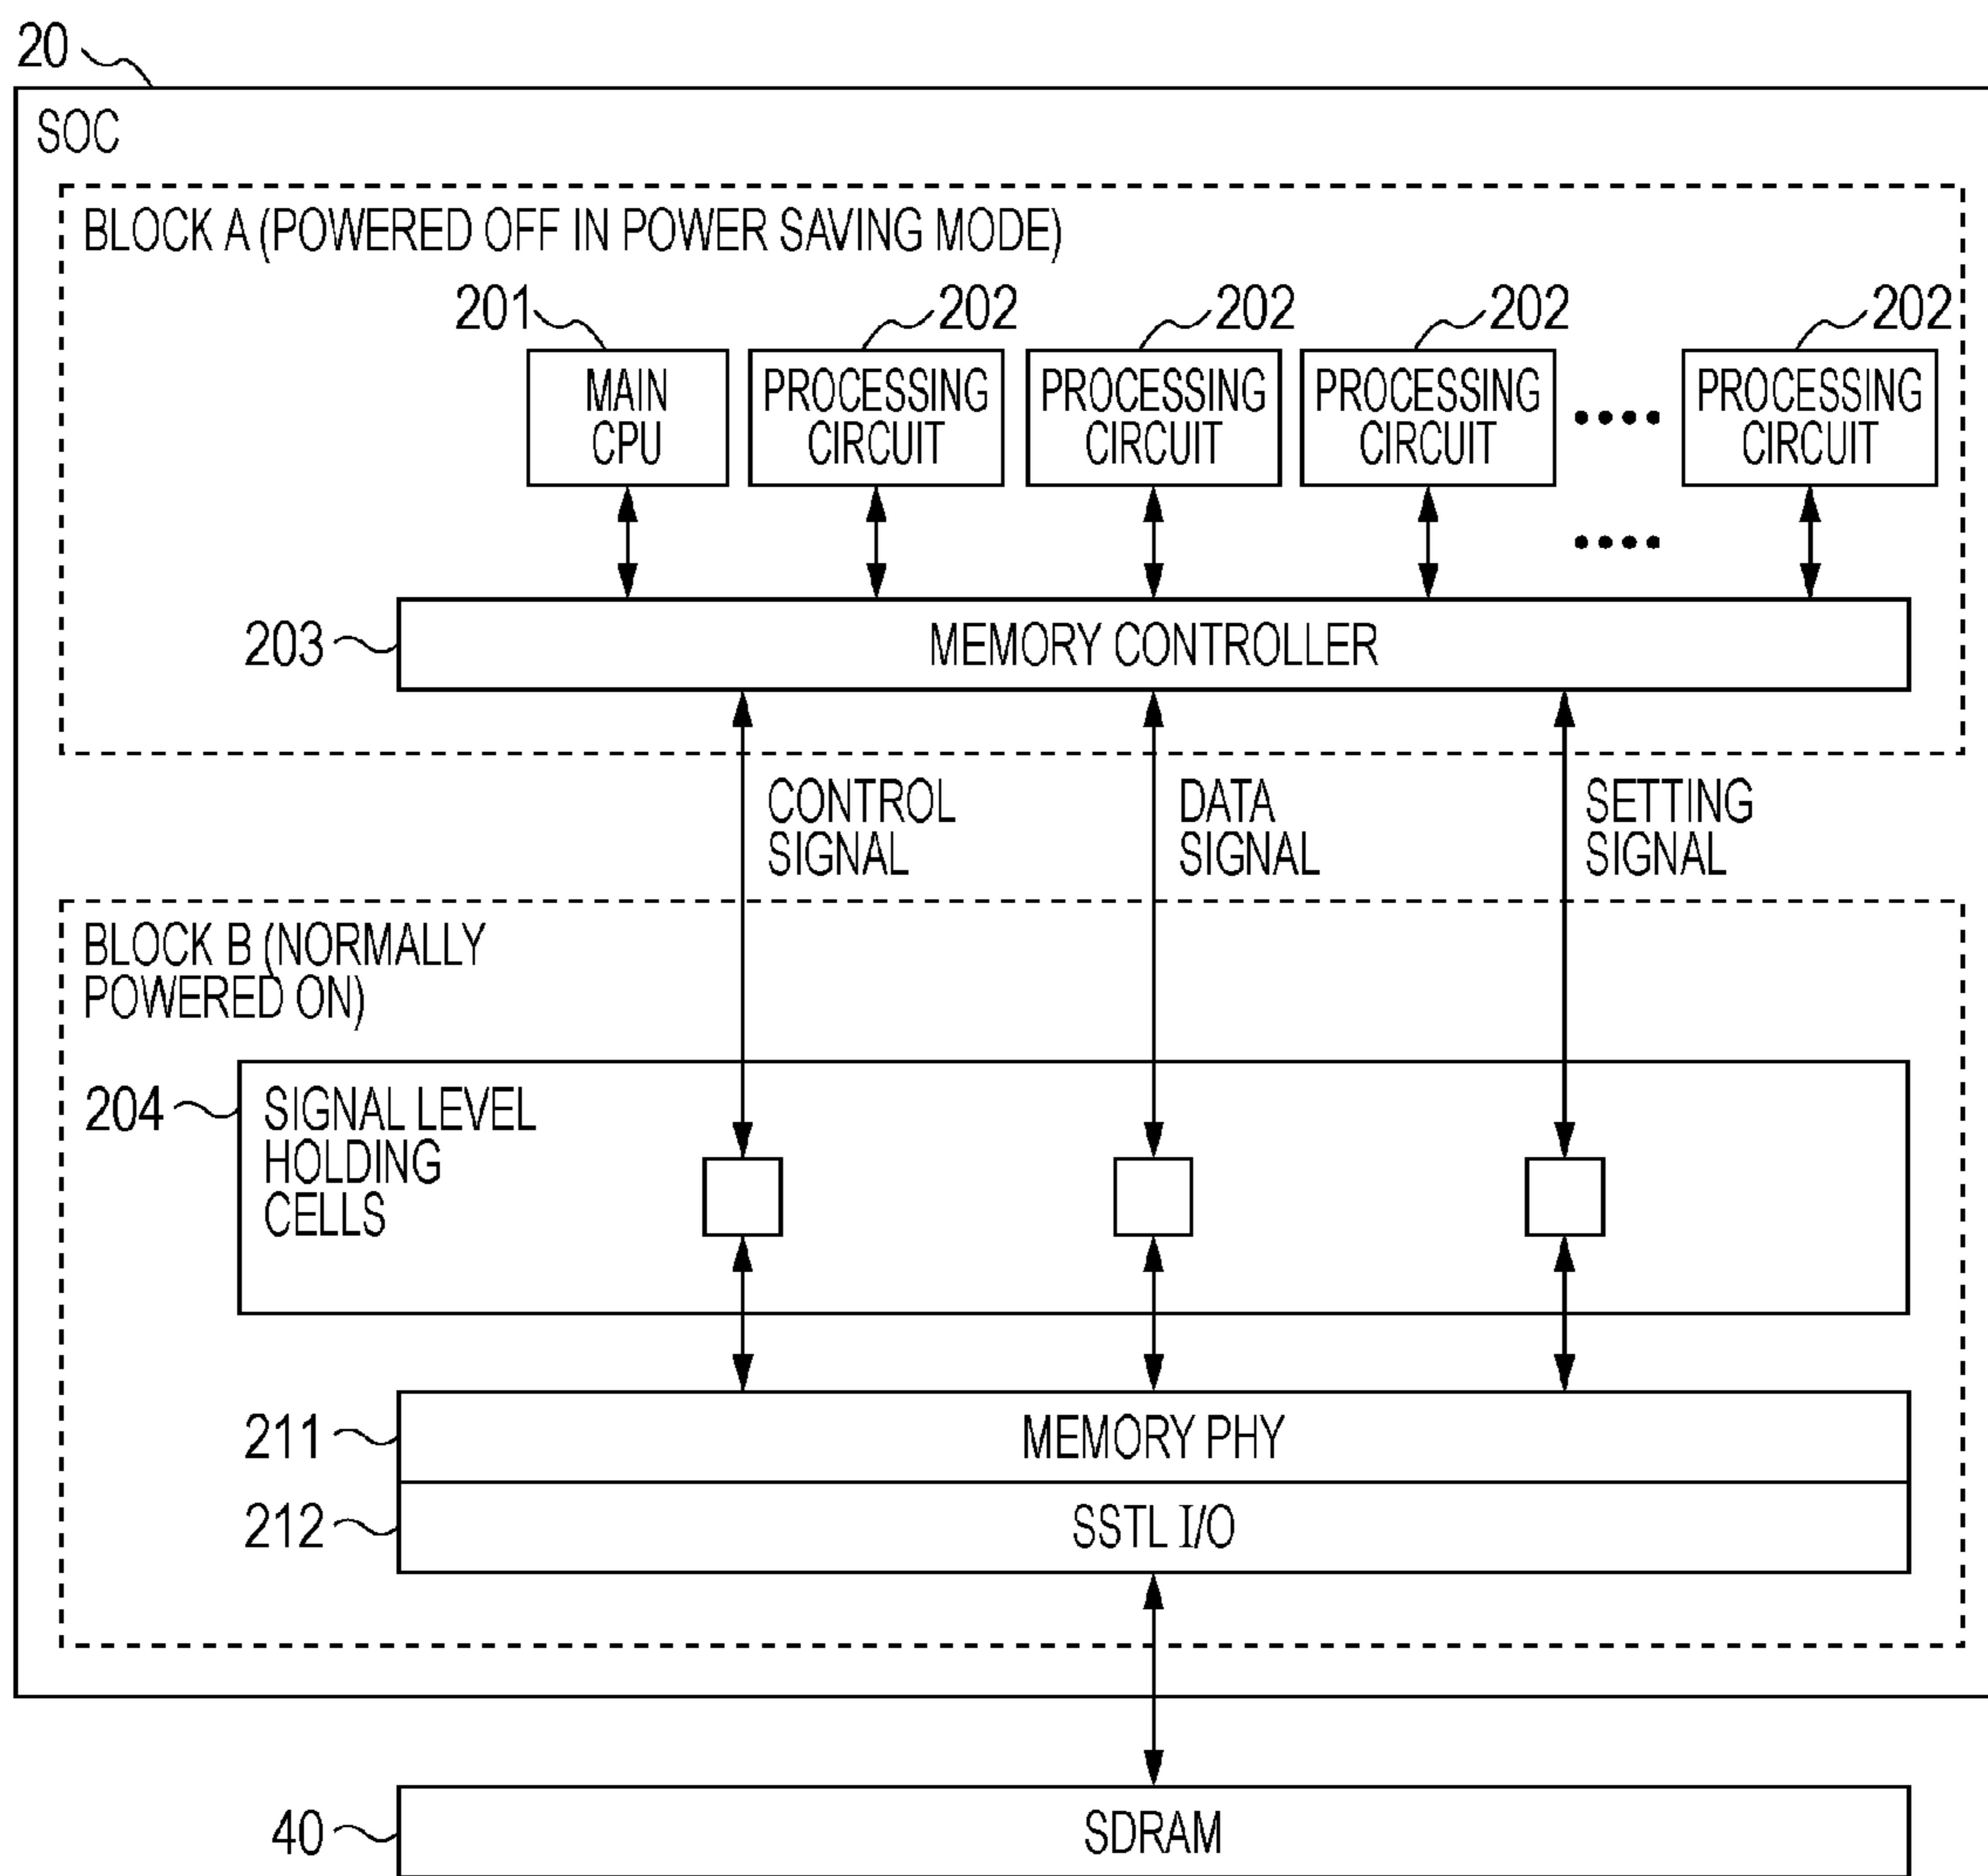 20
SOC
BLOCK A (POWERED OFF IN POWER SAVING MODE)
201
202
202
202
202
MAIN
CPU
PROCESSING
CIRCUIT
PROCESSING
CIRCUIT
PROCESSING
CIRCUIT
PROCESSING
CIRCUIT
203
MEMORY CONTROLLER
CONTROL
SIGNAL
DATA
SIGNAL
SETTING
SIGNAL
BLOCK B (NORMALLY
POWERED ON)
204
SIGNAL LEVEL
HOLDING
CELLS
211
MEMORY PHY
212
SSTL I/O
40
SDRAM